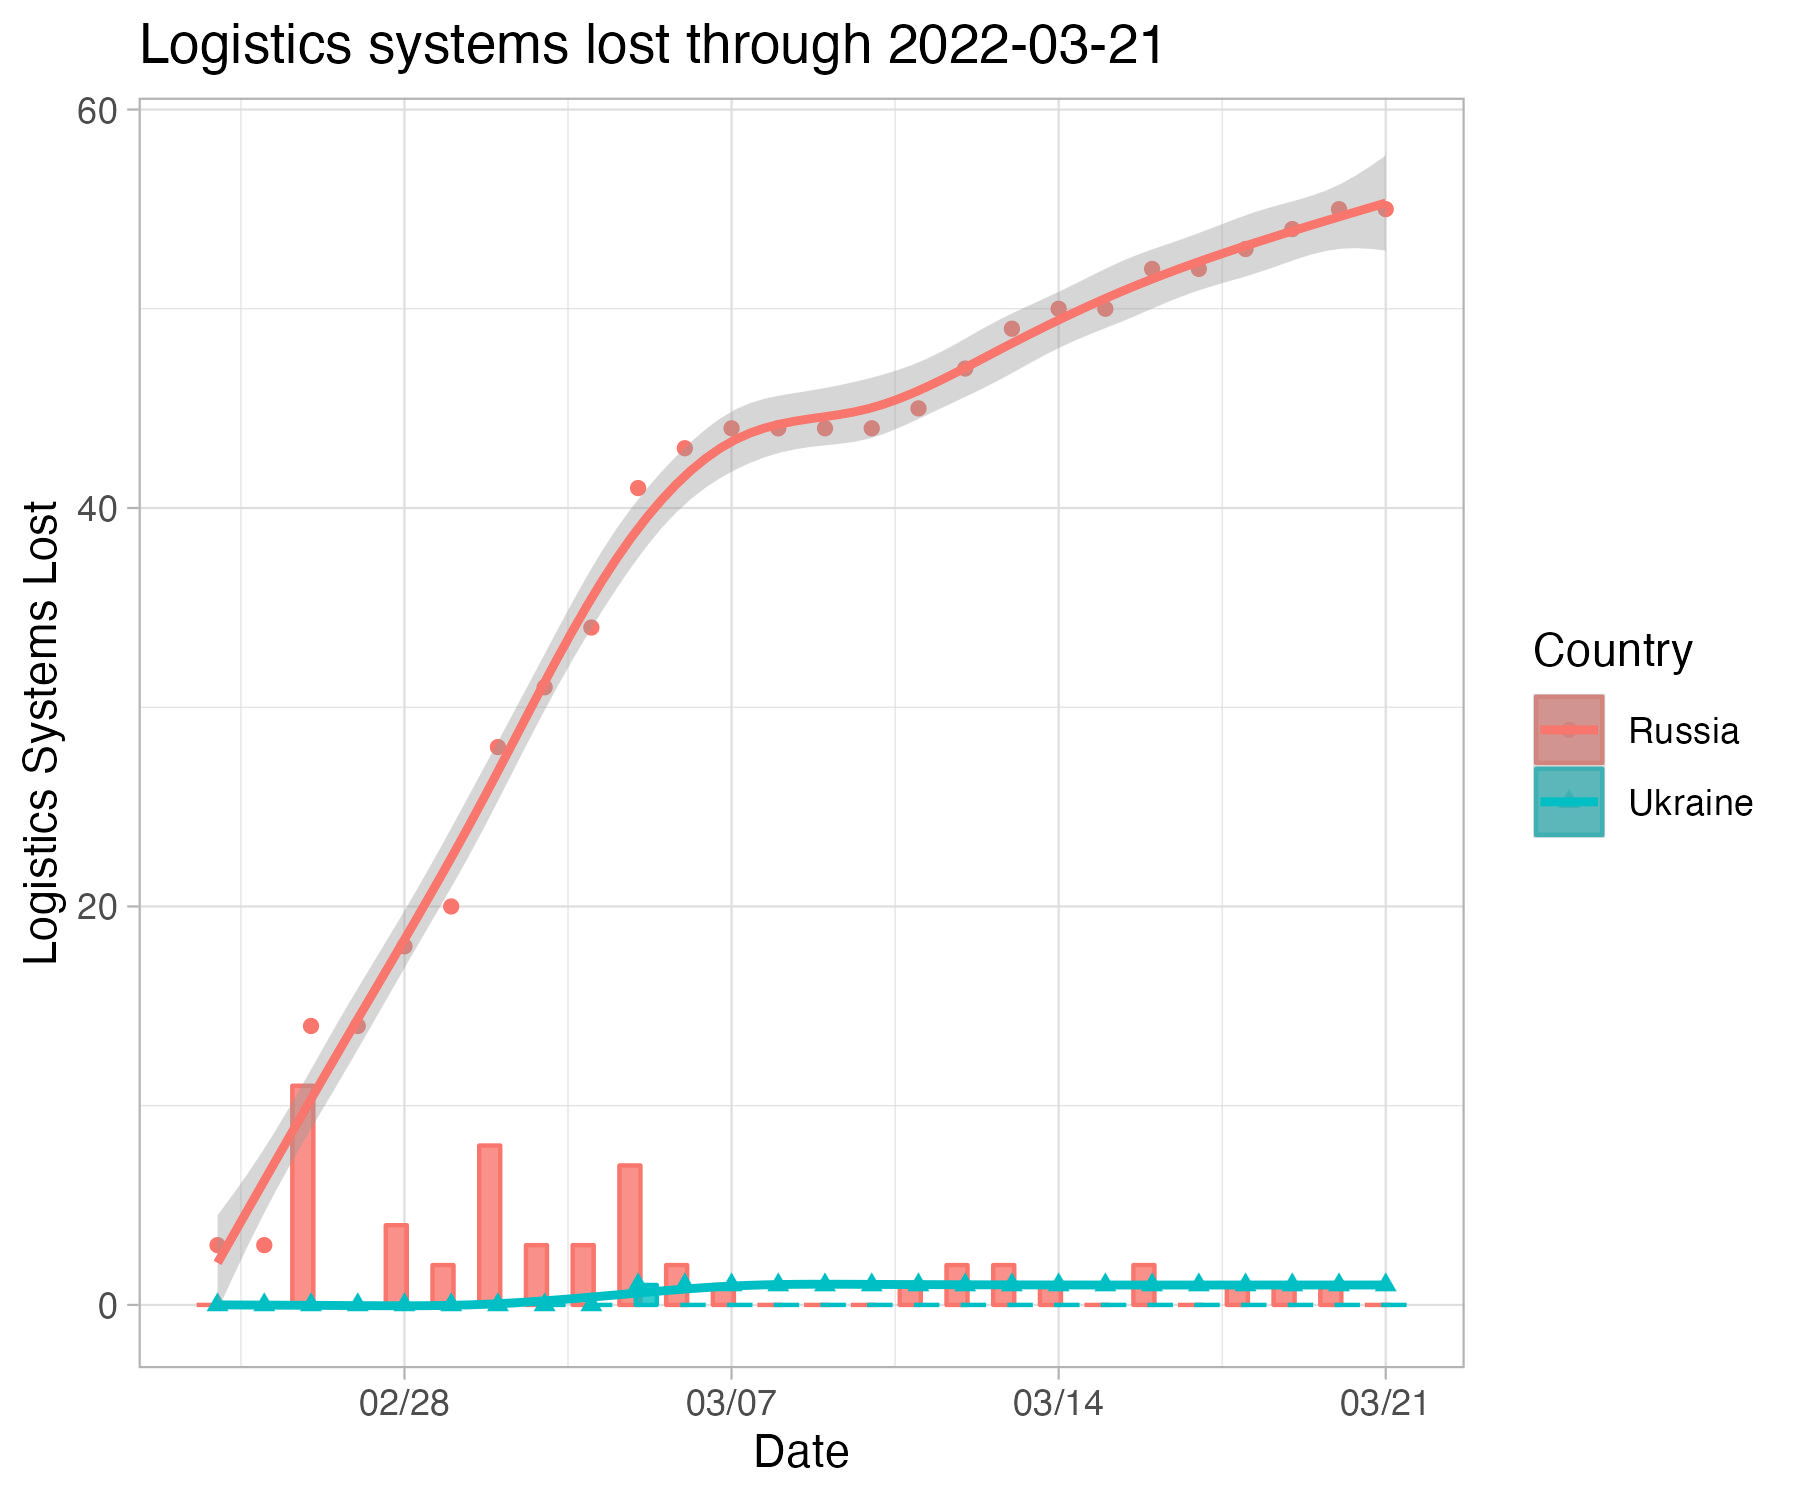 Logistics systems lost through 2022-03-21
60
40
20
0
Logistics Systems Lost
02/28
03/07
03/14
03/21
Date
Country
Russia
Ukraine